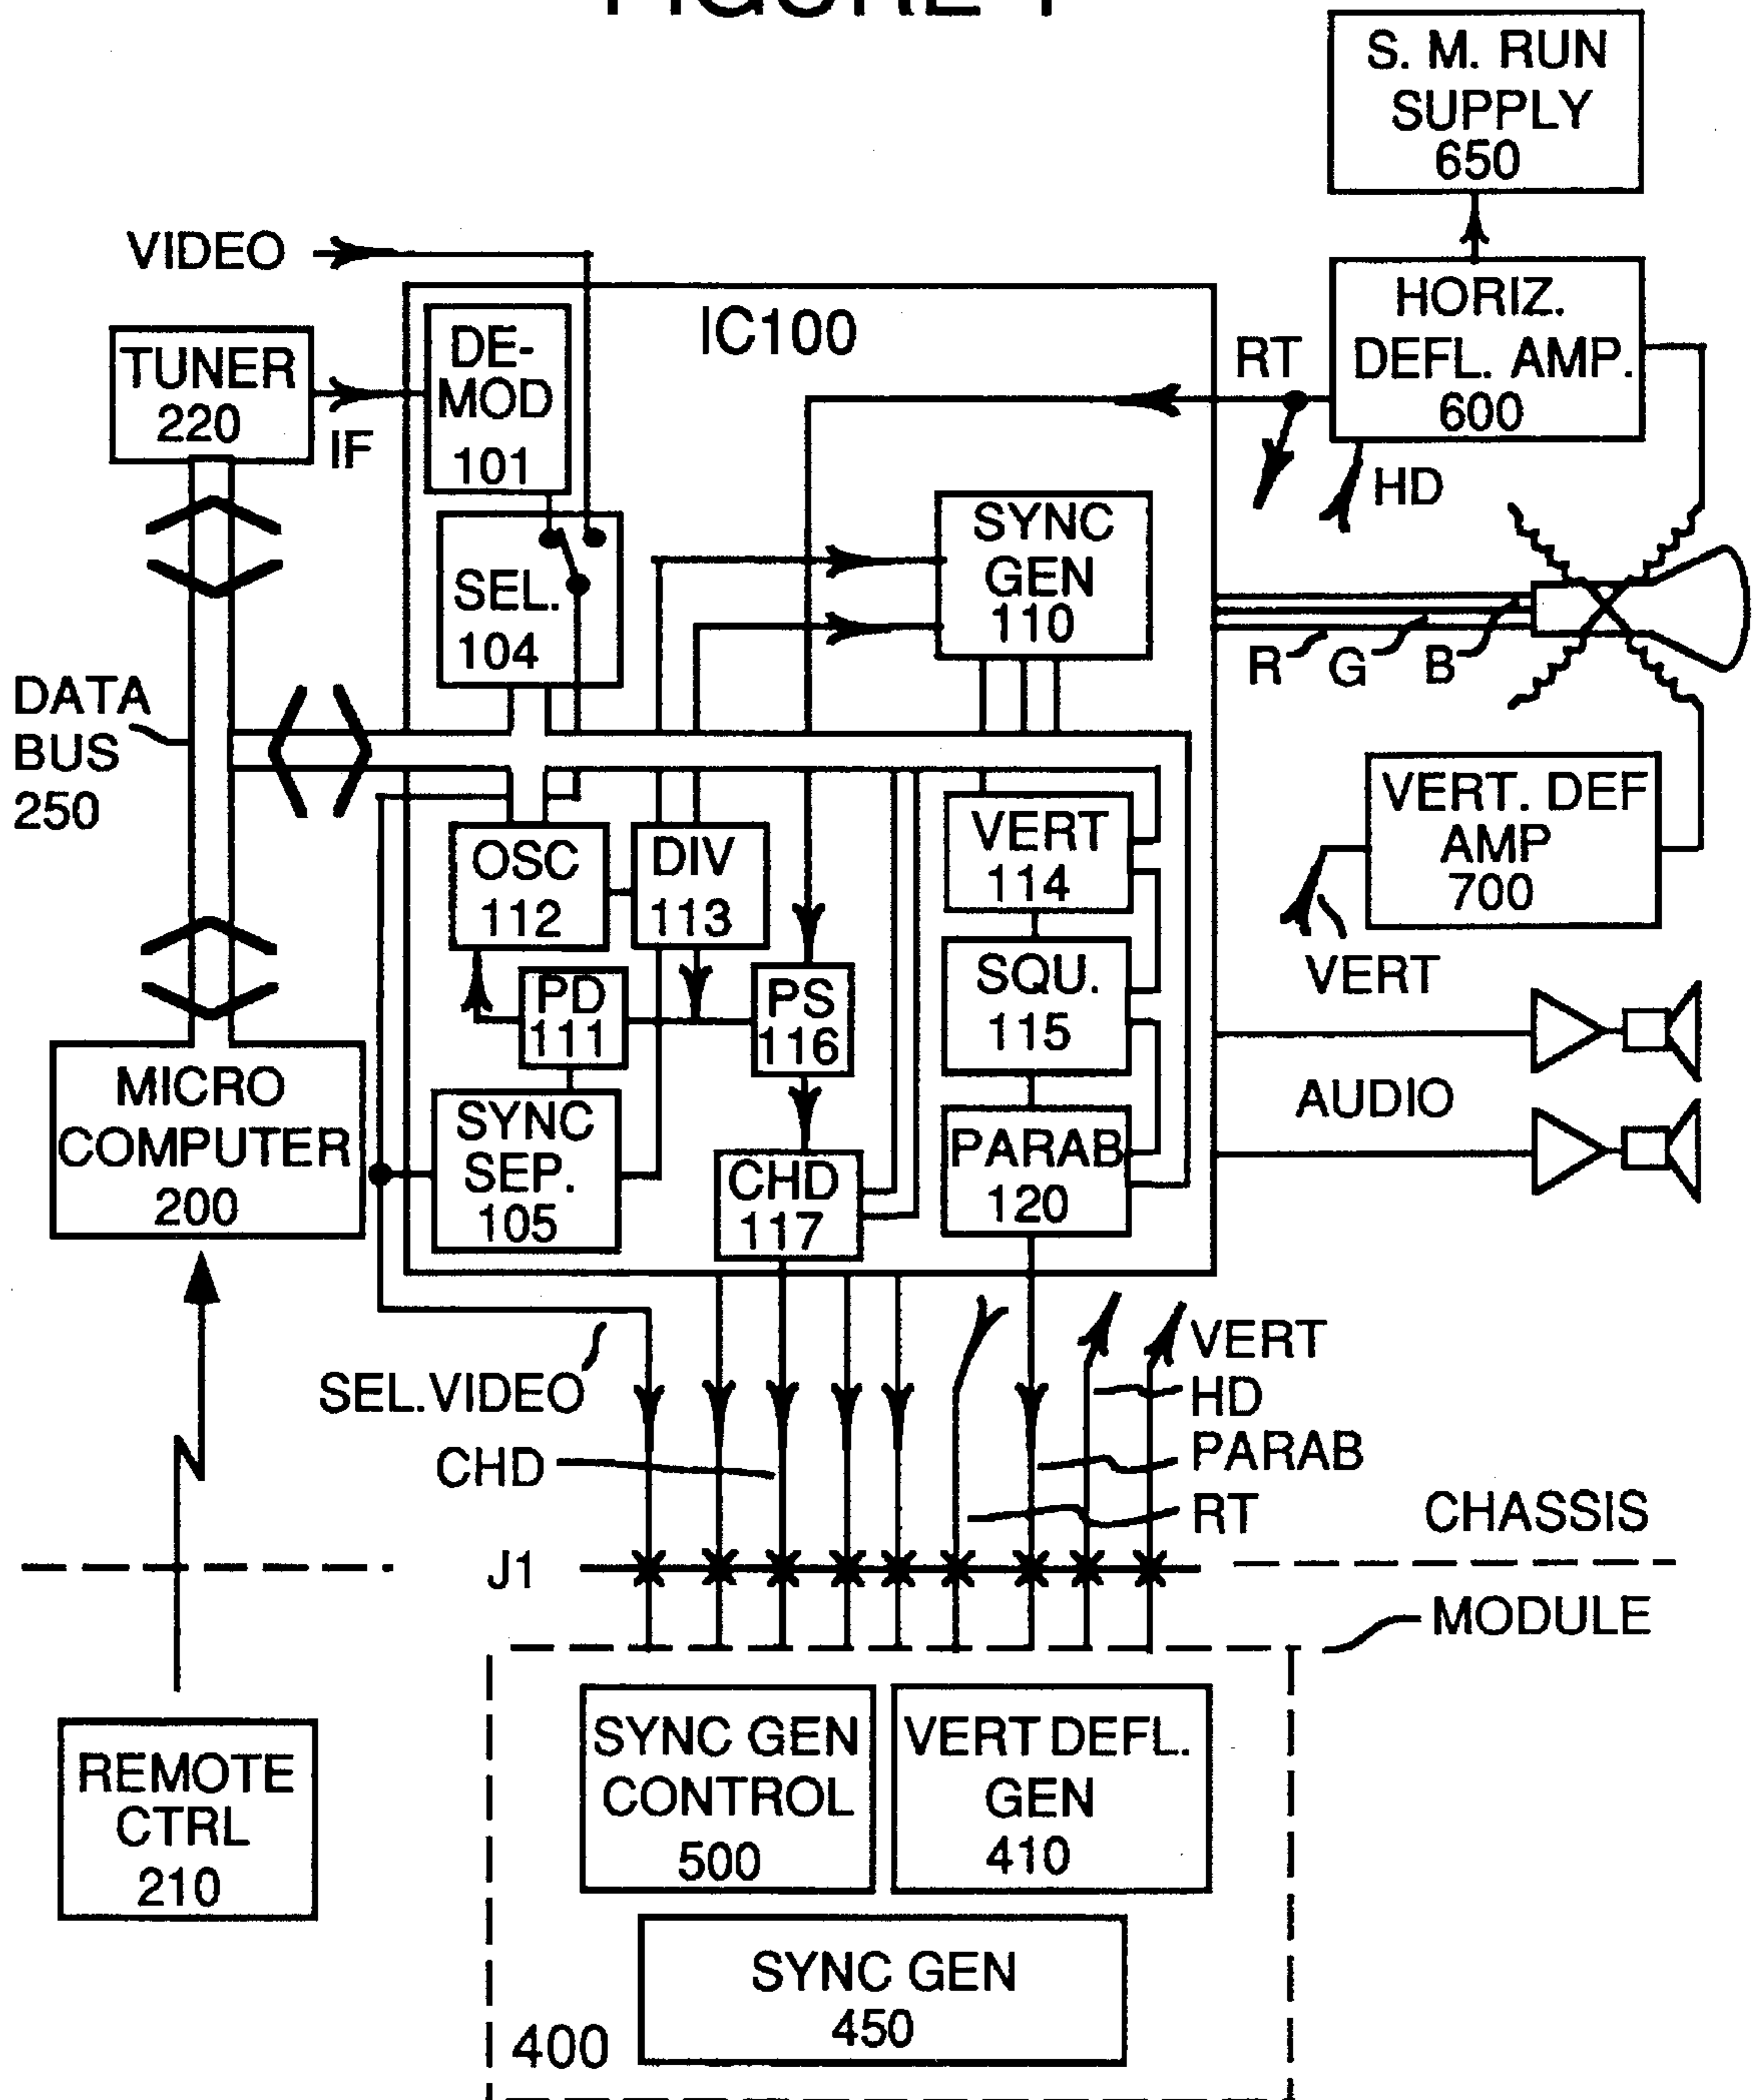 S. M. RUN
SUPPLY
650
VIDEO
IC100
DE-
MOD
101
TUNER
220
IF
RT
HORIZ.
DEFL. AMP.
600
HD
SEL.
104
SYNC
GEN
110
R
G
B
DATA
BUS
250
OSC
112
DIV
113
VERT
114
VERT. DEF
AMP
700
VERT
PD
111
PS
116
SQU.
115
MICRO
COMPUTER
200
SYNC
SEP.
105
CHD
117
PARAB
120
AUDIO
SEL.VIDEO
CHD
VERT
HD
PARAB
RT
CHASSIS
J1
MODULE
REMOTE
CTRL
210
SYNC GEN
CONTROL
500
VERT DEFL.
GEN
410
SYNC GEN
450
400